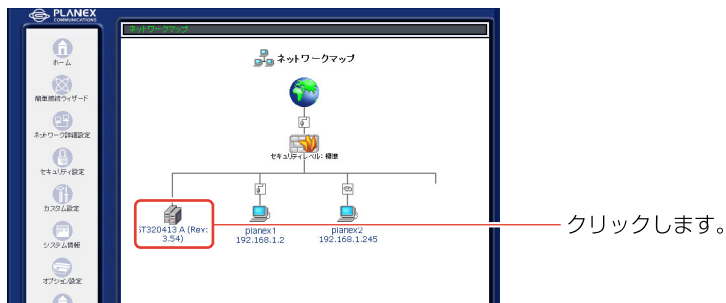 PLANEX
COMMUNICATIONS
ネットワークマップ
ホーム
簡単接続ウィザード
ネットワーク詳細設定
セキュリティ設定
カスタム設定
システム情報
オプション設定
ネットワークマップ
セキュリティレベル: 標準
ST320413 A (Rev:
3.54)
planex1
192.168.1.2
planex2
192.168.1.245
クリックします。